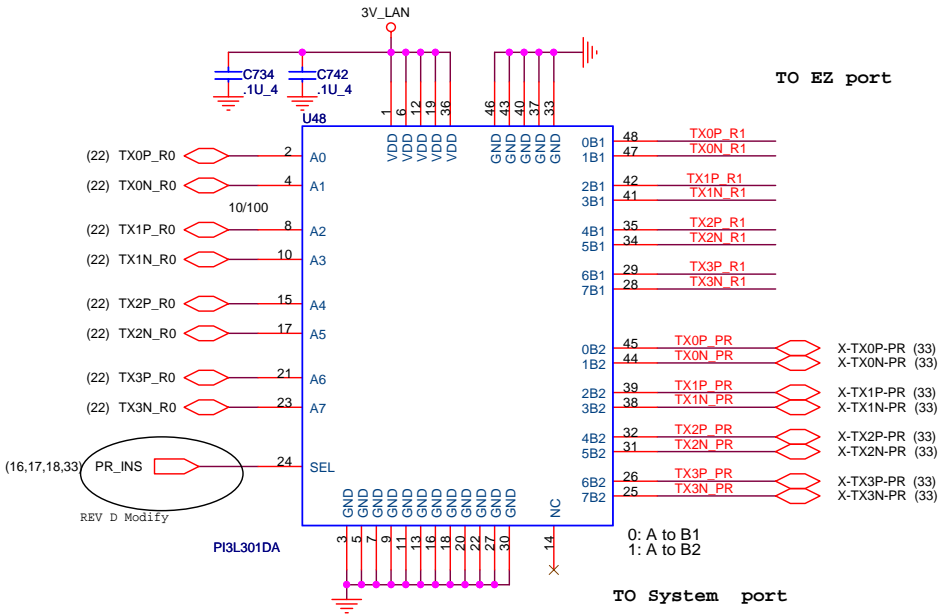 3V_LAN
C734
.1U_4
C742
.1U_4
TO EZ port
U48
1 6 12 19 36
VDD VDD VDD VDD VDD
46 43 40 37 33
GND GND GND GND GND
(22) TX0P_R0 2 A0
(22) TX0N_R0 4 A1
10/100
(22) TX1P_R0 8 A2
(22) TX1N_R0 10 A3
(22) TX2P_R0 15 A4
(22) TX2N_R0 17 A5
(22) TX3P_R0 21 A6
(22) TX3N_R0 23 A7
(16,17,18,33) PR_INS 24 SEL
REV D Modify
0B1 48 TX0P_R1
1B1 47 TX0N_R1
2B1 42 TX1P_R1
3B1 41 TX1N_R1
4B1 35 TX2P_R1
5B1 34 TX2N_R1
6B1 29 TX3P_R1
7B1 28 TX3N_R1
0B2 45 TX0P_PR X-TX0P-PR (33)
1B2 44 TX0N_PR X-TX0N-PR (33)
2B2 39 TX1P_PR X-TX1P-PR (33)
3B2 38 TX1N_PR X-TX1N-PR (33)
4B2 32 TX2P_PR X-TX2P-PR (33)
5B2 31 TX2N_PR X-TX2N-PR (33)
6B2 26 TX3P_PR X-TX3P-PR (33)
7B2 25 TX3N_PR X-TX3N-PR (33)
GND GND GND GND GND GND GND GND GND GND GND GND NC
3 5 7 9 11 13 16 18 20 22 27 30 14
PI3L301DA
0: A to B1
1: A to B2
TO System port